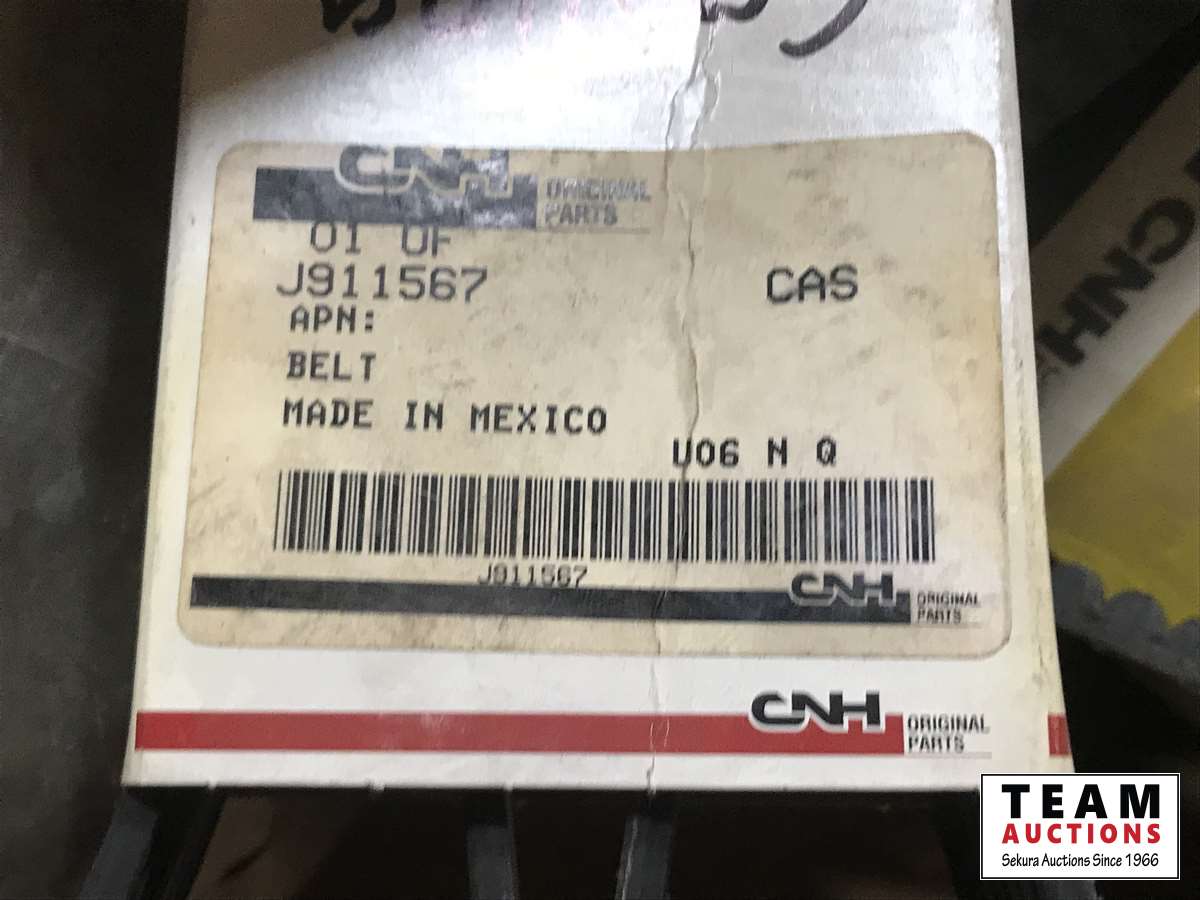 CNH ORIGINAL PARTS
01 OF
J911567 CAS
APN:
BELT
MADE IN MEXICO
U06 N Q
J911567
CNH ORIGINAL PARTS
CNH ORIGINAL PARTS
CNH
TEAM
AUCTIONS
Sekura Auctions Since 1966